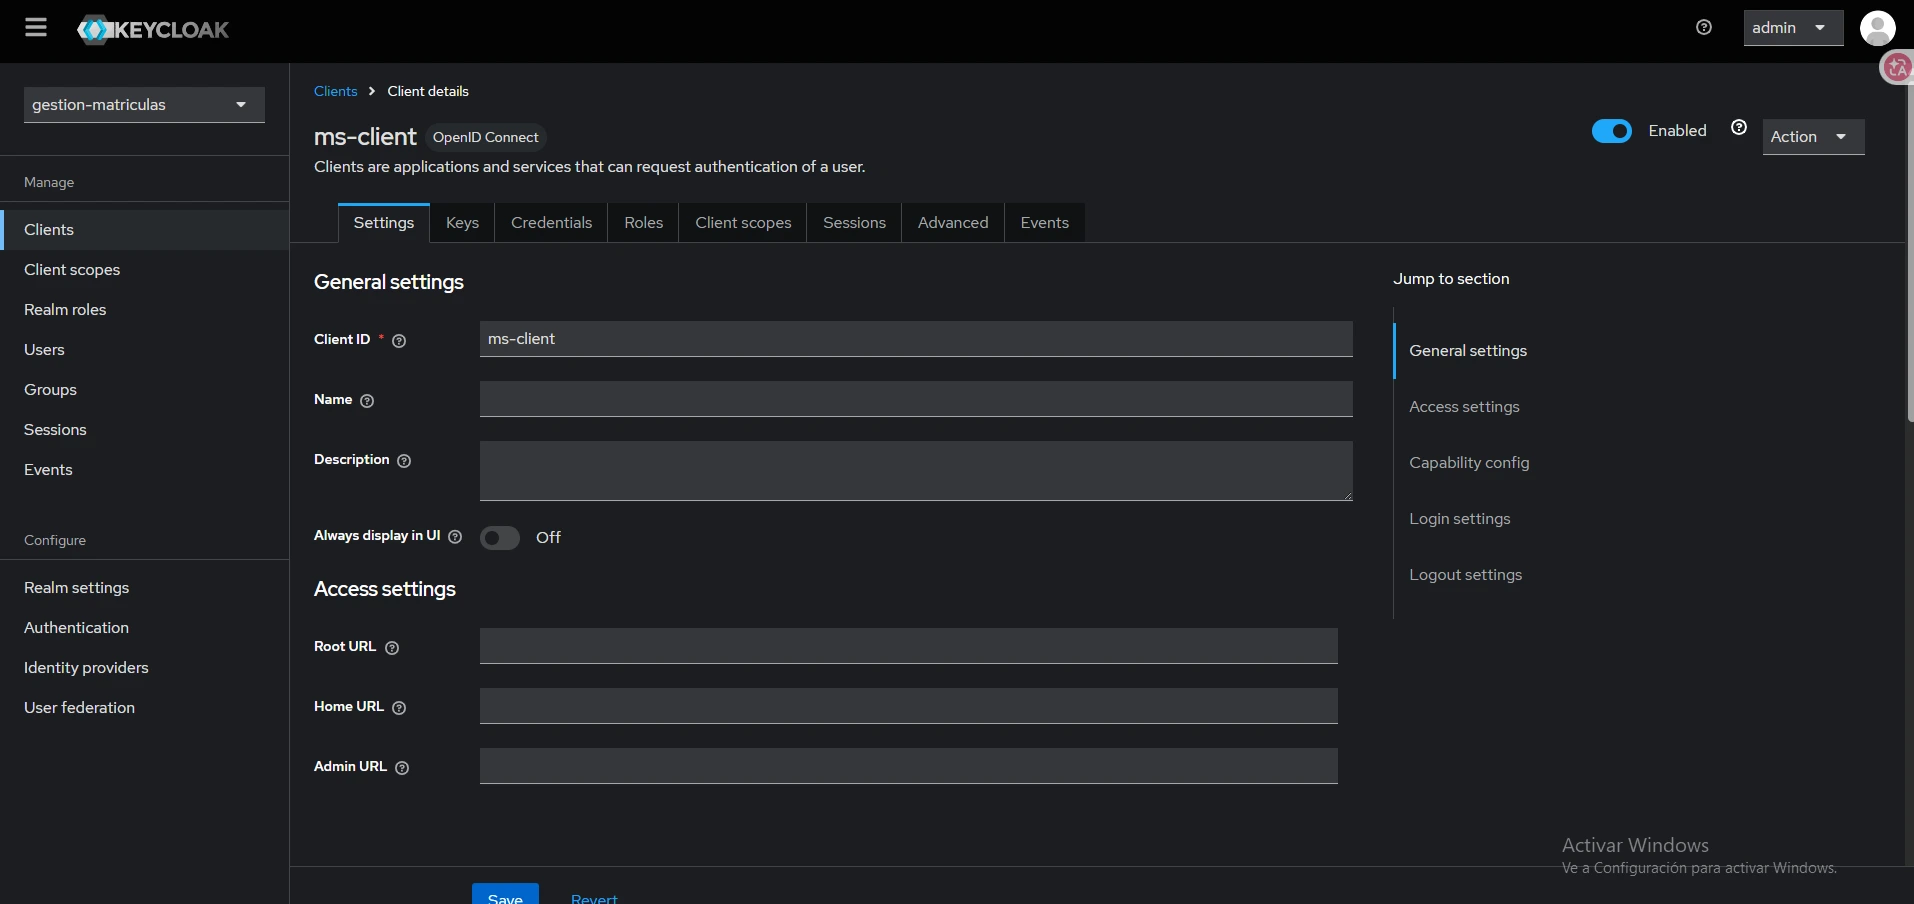 KEYCLOAK
admin
gestion-matriculas
Manage
Clients
Client scopes
Realm roles
Users
Groups
Sessions
Events
Configure
Realm settings
Authentication
Identity providers
User federation
Clients > Client details
ms-client OpenID Connect
Enabled
Action
Clients are applications and services that can request authentication of a user.
Settings Keys Credentials Roles Client scopes Sessions Advanced Events
General settings
Client ID * ms-client
Name
Description
Always display in UI Off
Access settings
Root URL
Home URL
Admin URL
Save Revert
Jump to section
General settings
Access settings
Capability config
Login settings
Logout settings
Activar Windows
Ve a Configuración para activar Windows.